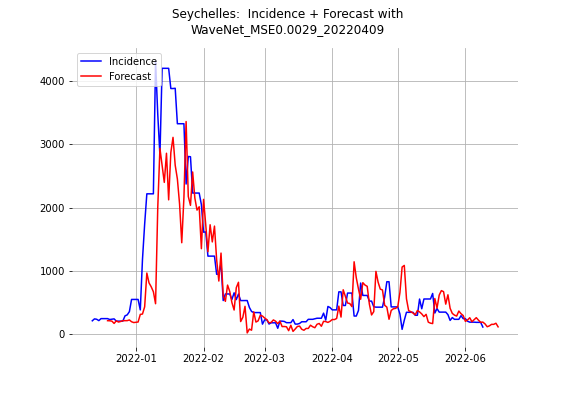 Seychelles:  Incidence + Forecast with
WaveNet_MSE0.0029_20220409
Incidence
Forecast
4000
3000
2000
1000
0
2022-01
2022-02
2022-03
2022-04
2022-05
2022-06